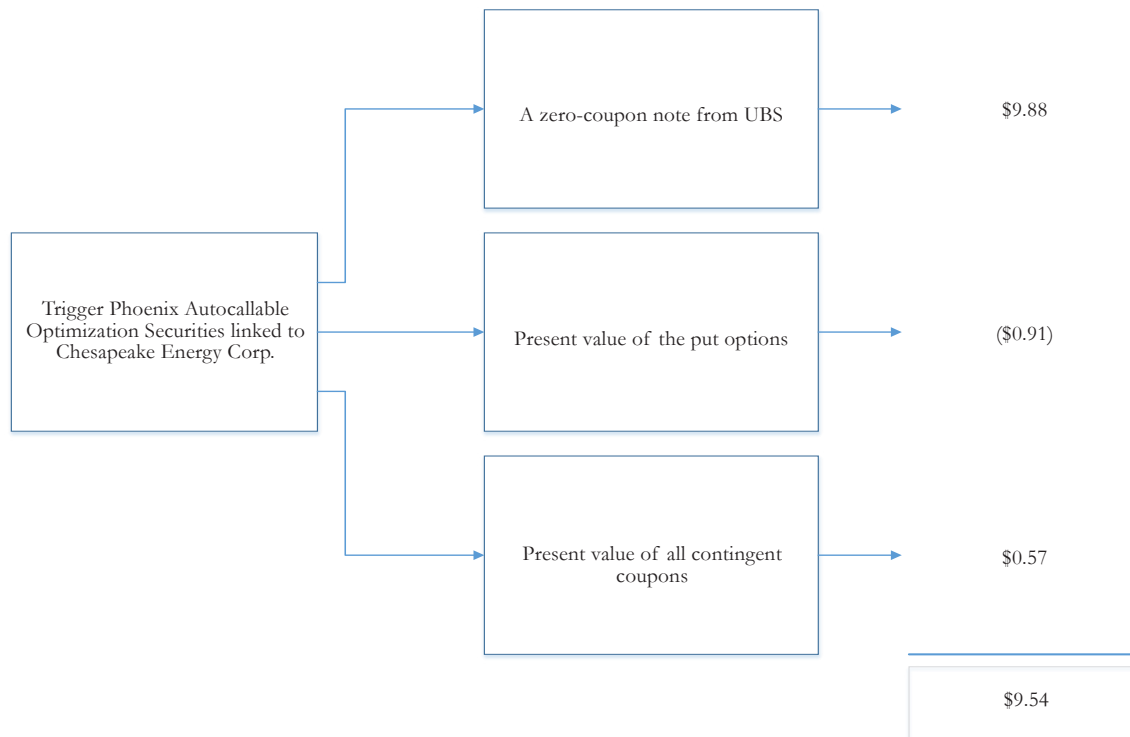 A zero-coupon note from UBS
$9.88
Trigger Phoenix Autocallable
Optimization Securities linked to
Chesapeake Energy Corp.
Present value of the put options
($0.91)
Present value of all contingent
coupons
$0.57
$9.54